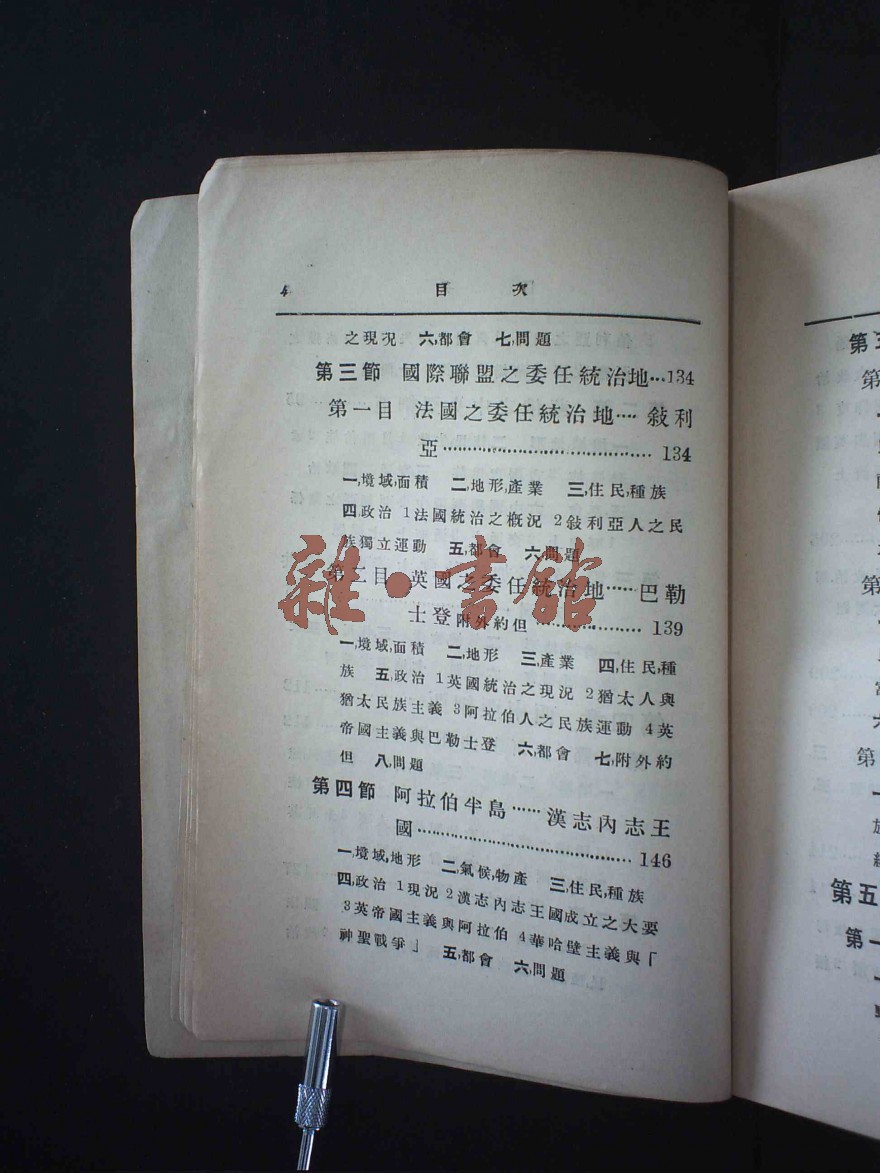 4 目 次
之現況 六,都會 七,問題
第三節 國際聯盟之委任統治地…134
第一目 法國之委任統治地…… 敍利
亞……………………………… 134
一,境域,面積 二,地形,產業 三,住民,種族
四,政治 1法國統治之概況 2敍利亞人之民
族獨立運動 五,都會 六,問題
第二目 英國之委任統治地……巴勒
士登附外約但 ………………… 139
一,境域,面積 二,地形 三,產業 四,住民,種
族 五,政治 1英國統治之現況 2猶太人與
猶太民族主義 3阿拉伯人之民族運動 4英
帝國主義與巴勒士登 六,都會 七,附外約
但 八,問題
第四節 阿拉伯半島……漢志內志王
國……………………………… 146
一,境域,地形 二,氣候,物產 三,住民,種族
四,政治 1現況 2漢志內志王國成立之大要
3英帝國主義與阿拉伯 4華哈壁主義與「
神聖戰爭」 五,都會 六,問題
雜·書館
第三
第
第
第
第五
第一